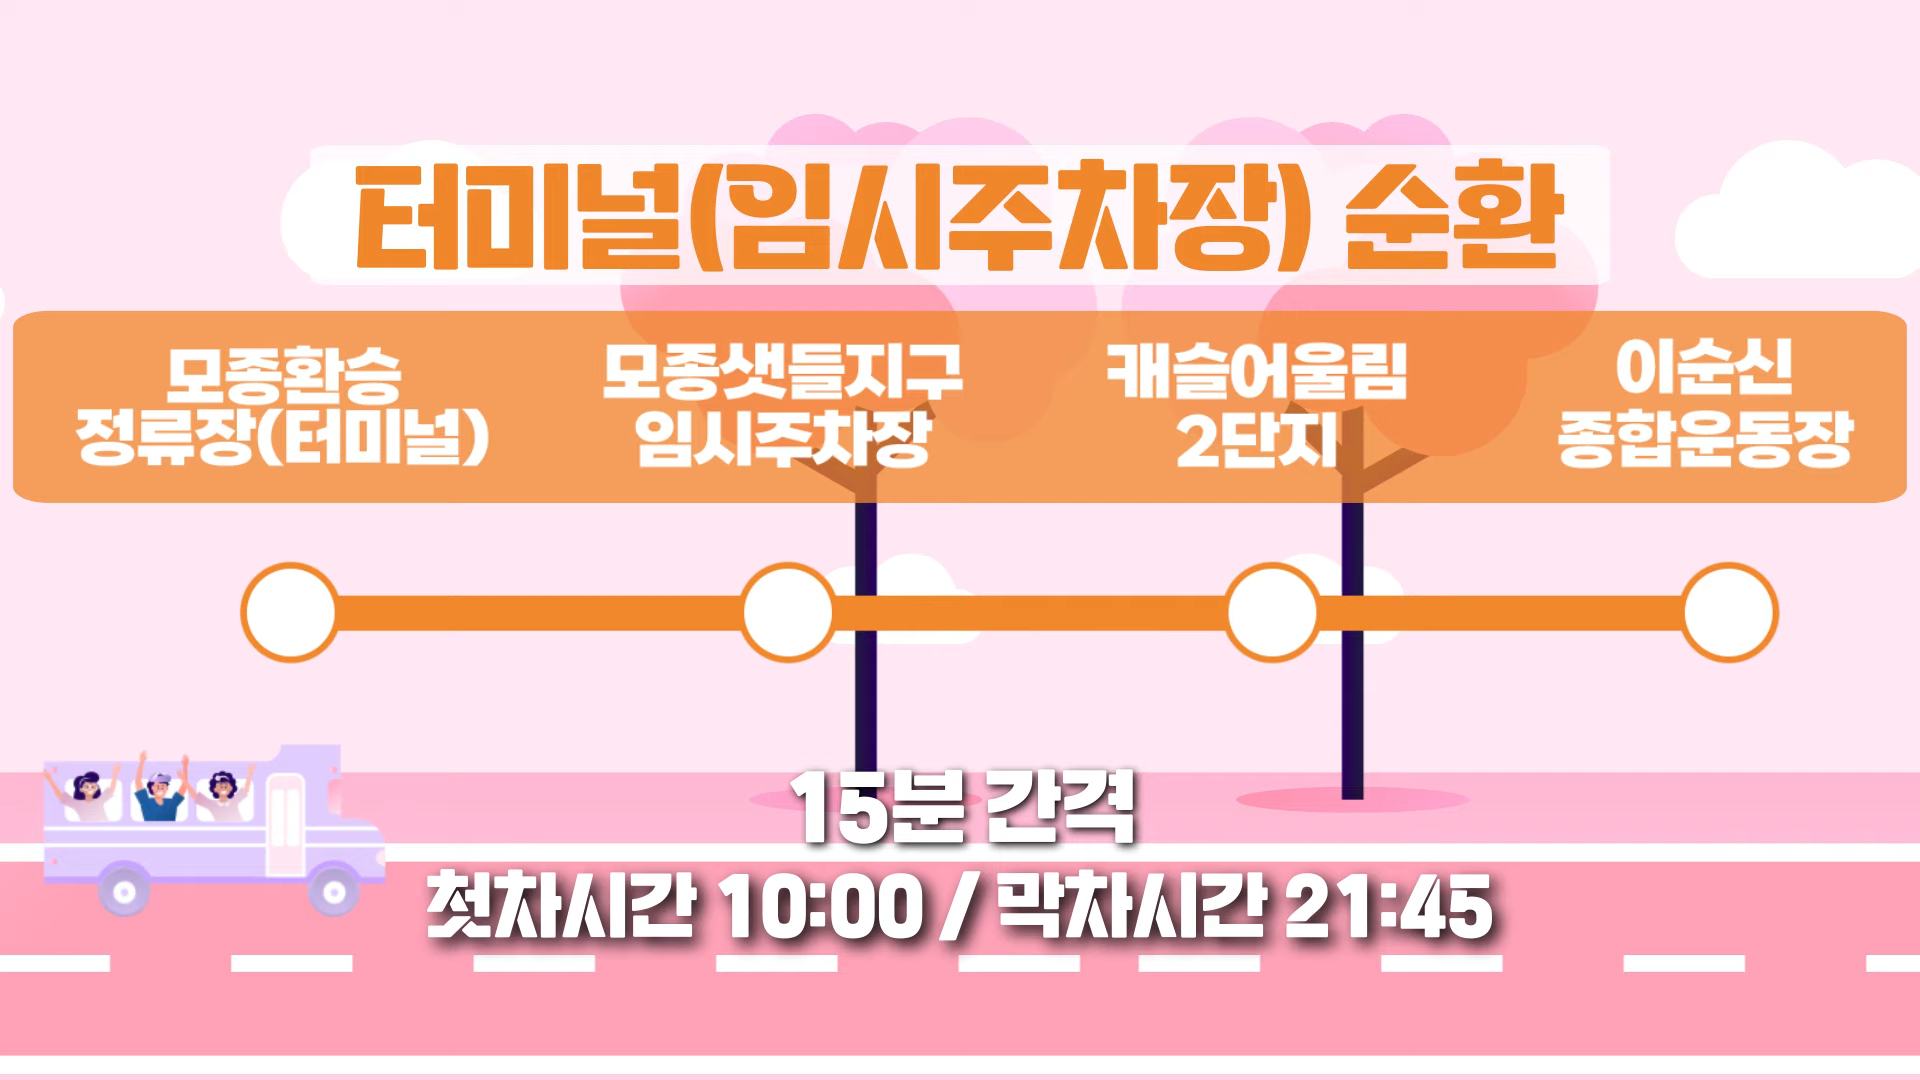 터미널(임시주차장) 순환
모종환승
정류장(터미널)
모종샛들지구
임시주차장
캐슬어울림
2단지
이순신
종합운동장
15분 간격
첫차시간 10:00 / 막차시간 21:45